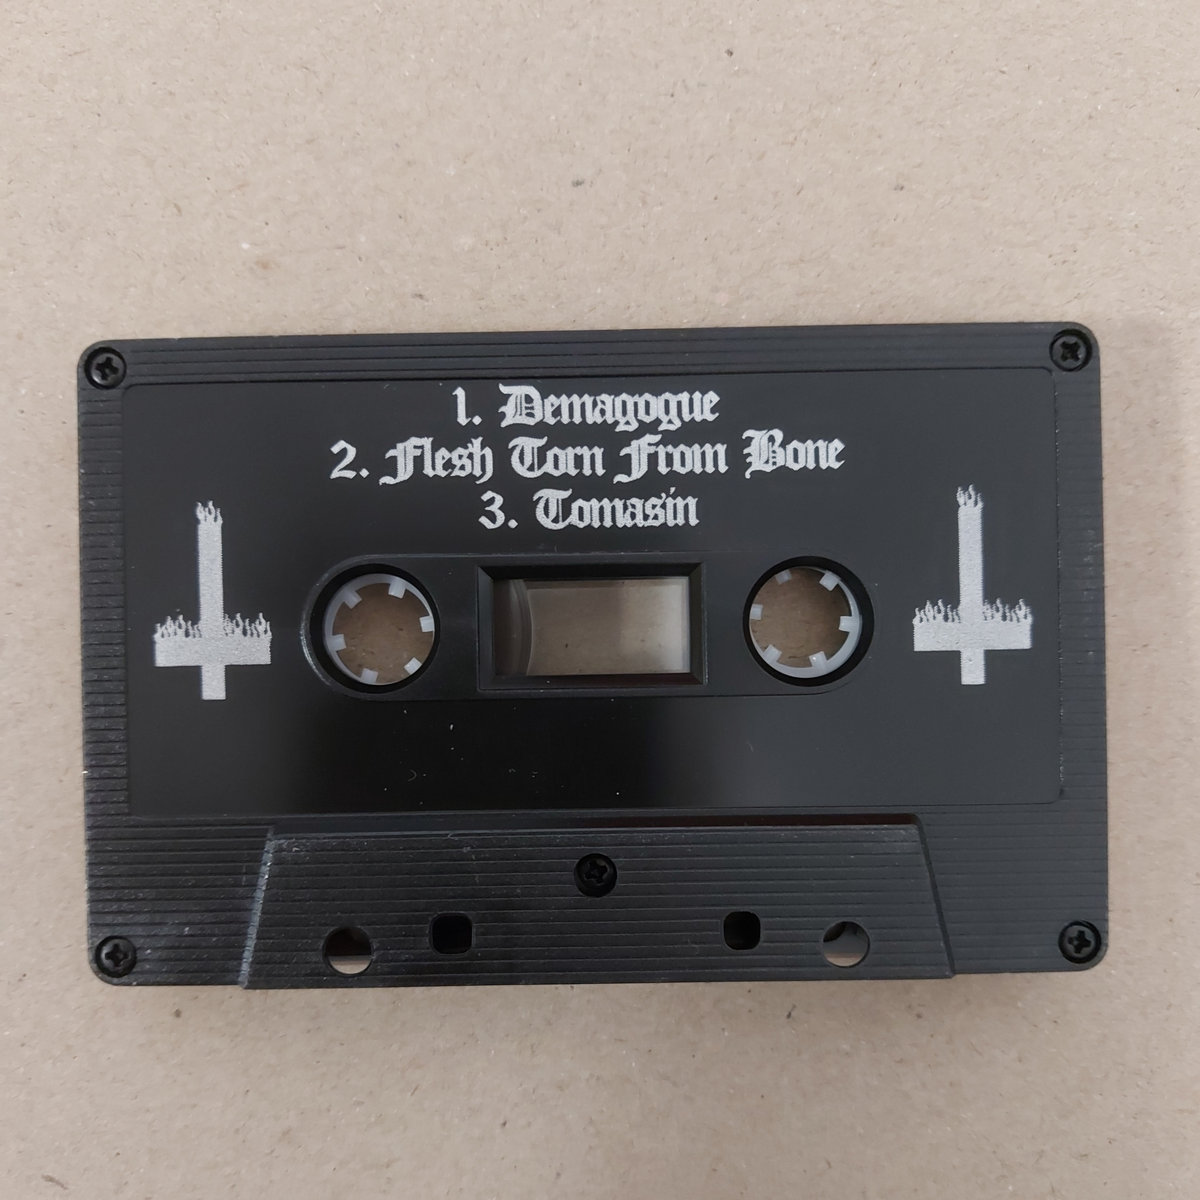 1. Demagogue
2. Flesh Torn From Bone
3. Tomasin